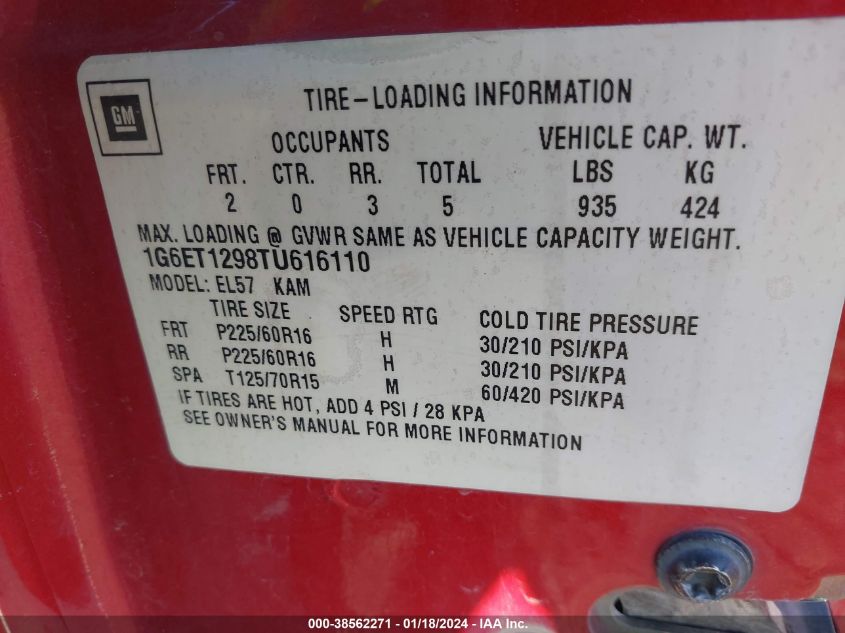 GM
TIRE-LOADING INFORMATION
OCCUPANTS VEHICLE CAP. WT.
FRT. CTR. RR. TOTAL LBS KG
2 0 3 5 935 424
MAX. LOADING @ GVWR SAME AS VEHICLE CAPACITY WEIGHT.
1G6ET1298TU616110
MODEL: EL57 KAM
TIRE SIZE SPEED RTG COLD TIRE PRESSURE
FRT P225/60R16 H 30/210 PSI/KPA
RR P225/60R16 H 30/210 PSI/KPA
SPA T125/70R15 M 60/420 PSI/KPA
IF TIRES ARE HOT, ADD 4 PSI / 28 KPA
SEE OWNER'S MANUAL FOR MORE INFORMATION
000-38562271 - 01/18/2024 - IAA Inc.